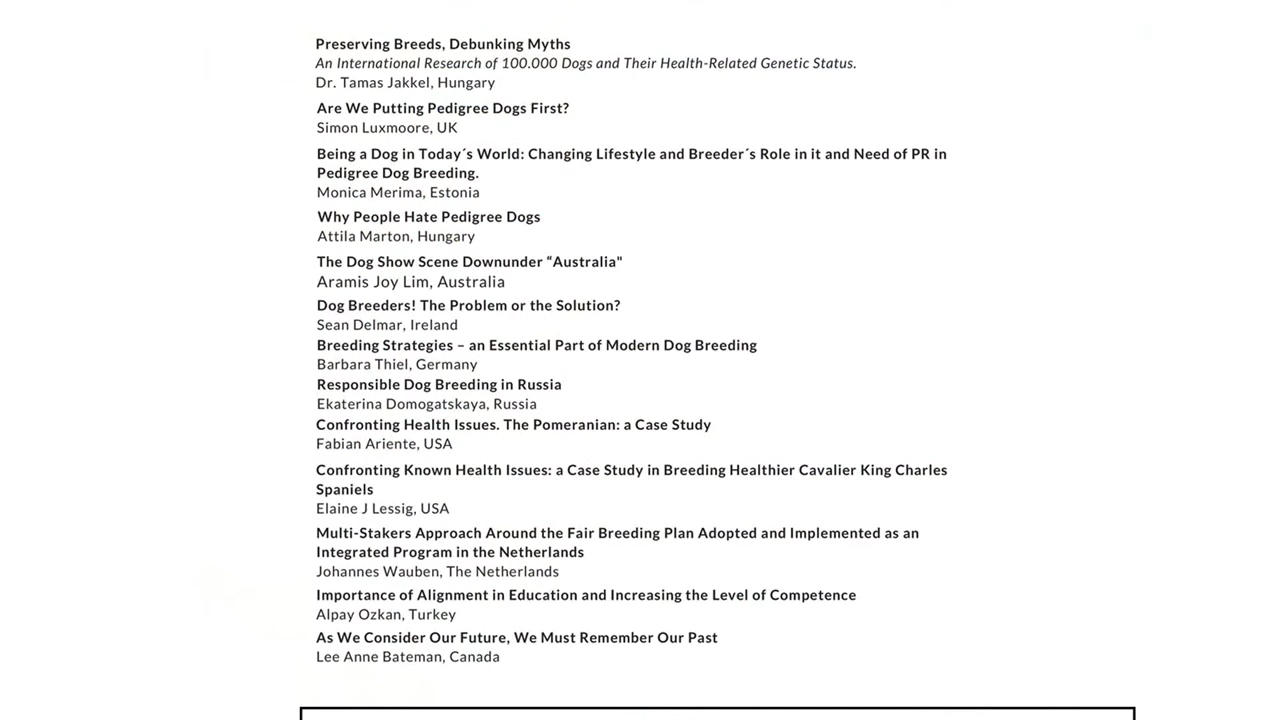 Preserving Breeds, Debunking Myths
An International Research of 100.000 Dogs and Their Health-Related Genetic Status.
Dr. Tamas Jakkel, Hungary
Are We Putting Pedigree Dogs First?
Simon Luxmoore, UK
Being a Dog in Today´s World: Changing Lifestyle and Breeder´s Role in it and Need of PR in
Pedigree Dog Breeding.
Monica Merima, Estonia
Why People Hate Pedigree Dogs
Attila Marton, Hungary
The Dog Show Scene Downunder “Australia"
Aramis Joy Lim, Australia
Dog Breeders! The Problem or the Solution?
Sean Delmar, Ireland
Breeding Strategies – an Essential Part of Modern Dog Breeding
Barbara Thiel, Germany
Responsible Dog Breeding in Russia
Ekaterina Domogatskaya, Russia
Confronting Health Issues. The Pomeranian: a Case Study
Fabian Ariente, USA
Confronting Known Health Issues: a Case Study in Breeding Healthier Cavalier King Charles
Spaniels
Elaine J Lessig, USA
Multi-Stakers Approach Around the Fair Breeding Plan Adopted and Implemented as an
Integrated Program in the Netherlands
Johannes Wauben, The Netherlands
Importance of Alignment in Education and Increasing the Level of Competence
Alpay Ozkan, Turkey
As We Consider Our Future, We Must Remember Our Past
Lee Anne Bateman, Canada